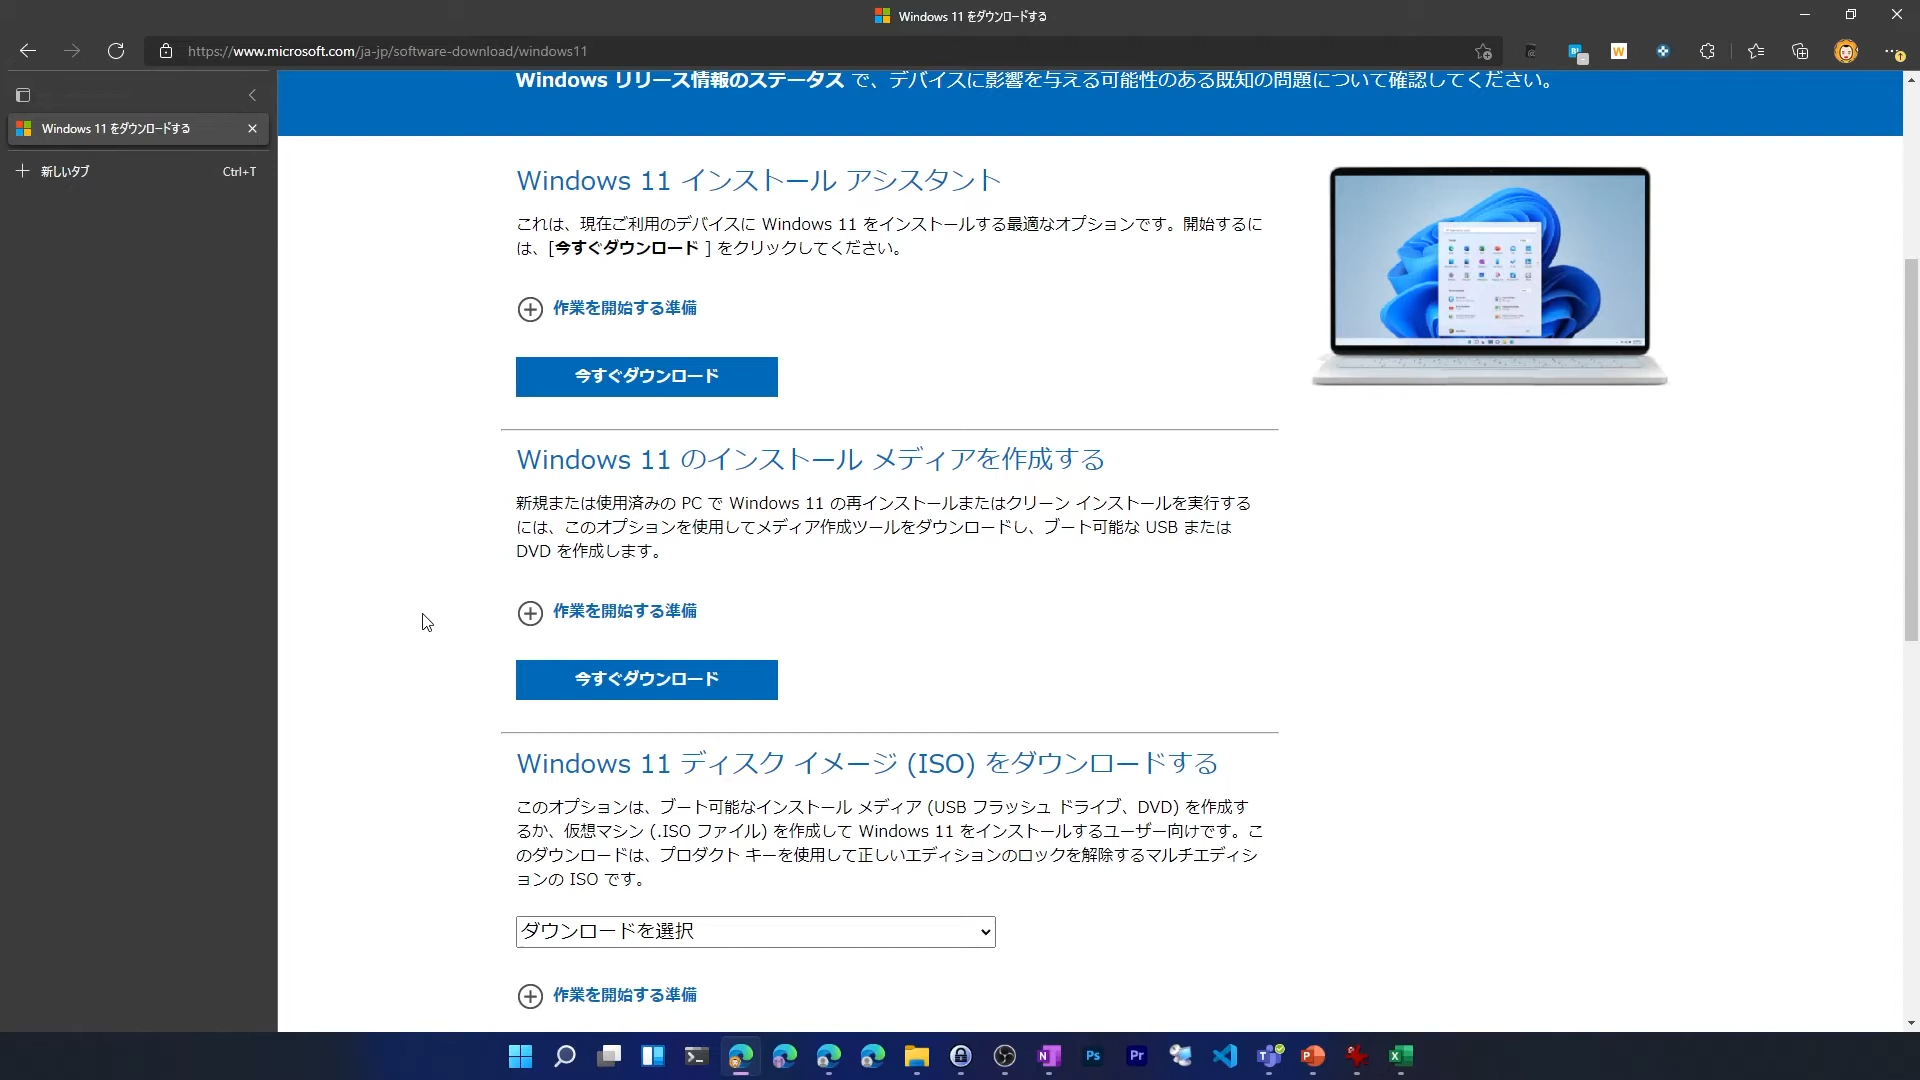 Windows 11 をダウンロードする
https://www.microsoft.com/ja-jp/software-download/windows11
Windows 11 をダウンロードする
新しいタブ Ctrl+T
Windows リリース情報のステータス で、デバイスに影響を与える可能性のある既知の問題について確認してください。
Windows 11 インストール アシスタント
これは、現在ご利用のデバイスに Windows 11 をインストールする最適なオプションです。開始するに
は、[今すぐダウンロード ] をクリックしてください。
作業を開始する準備
今すぐダウンロード
Windows 11 のインストール メディアを作成する
新規または使用済みの PC で Windows 11 の再インストールまたはクリーン インストールを実行する
には、このオプションを使用してメディア作成ツールをダウンロードし、ブート可能な USB または
DVD を作成します。
作業を開始する準備
今すぐダウンロード
Windows 11 ディスク イメージ (ISO) をダウンロードする
このオプションは、ブート可能なインストール メディア (USB フラッシュ ドライブ、DVD) を作成す
るか、仮想マシン (.ISO ファイル) を作成して Windows 11 をインストールするユーザー向けです。こ
のダウンロードは、プロダクト キーを使用して正しいエディションのロックを解除するマルチエディシ
ョンの ISO です。
ダウンロードを選択
作業を開始する準備